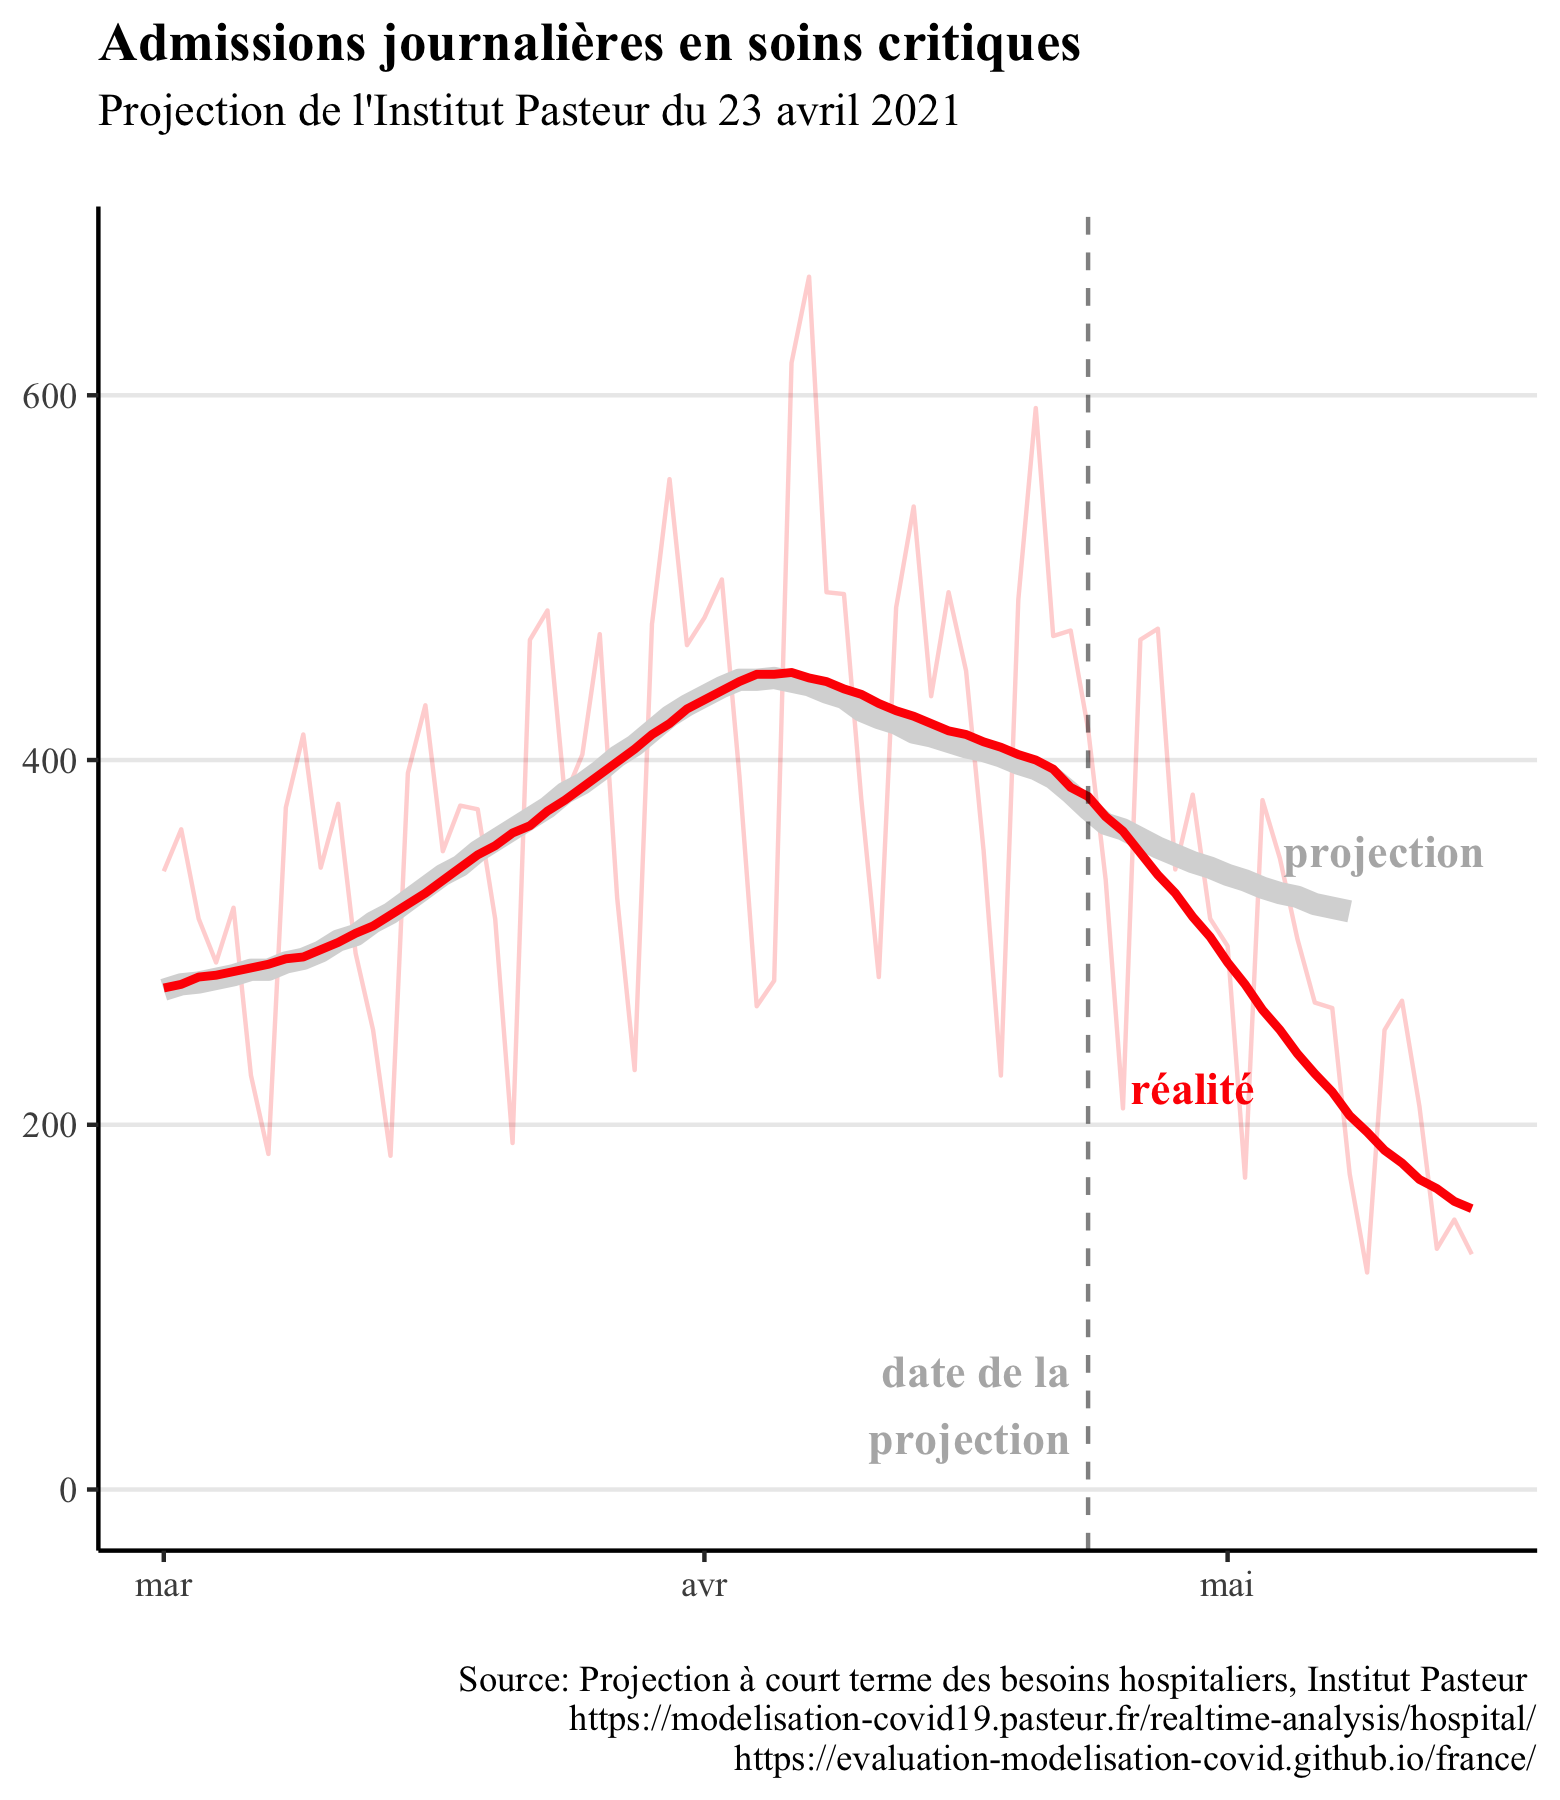 Admissions journalières en soins critiques
Projection de l'Institut Pasteur du 23 avril 2021
600
400
200
0
projection
réalité
date de la
projection
mar
avr
mai
Source: Projection à court terme des besoins hospitaliers, Institut Pasteur
https://modelisation-covid19.pasteur.fr/realtime-analysis/hospital/
https://evaluation-modelisation-covid.github.io/france/